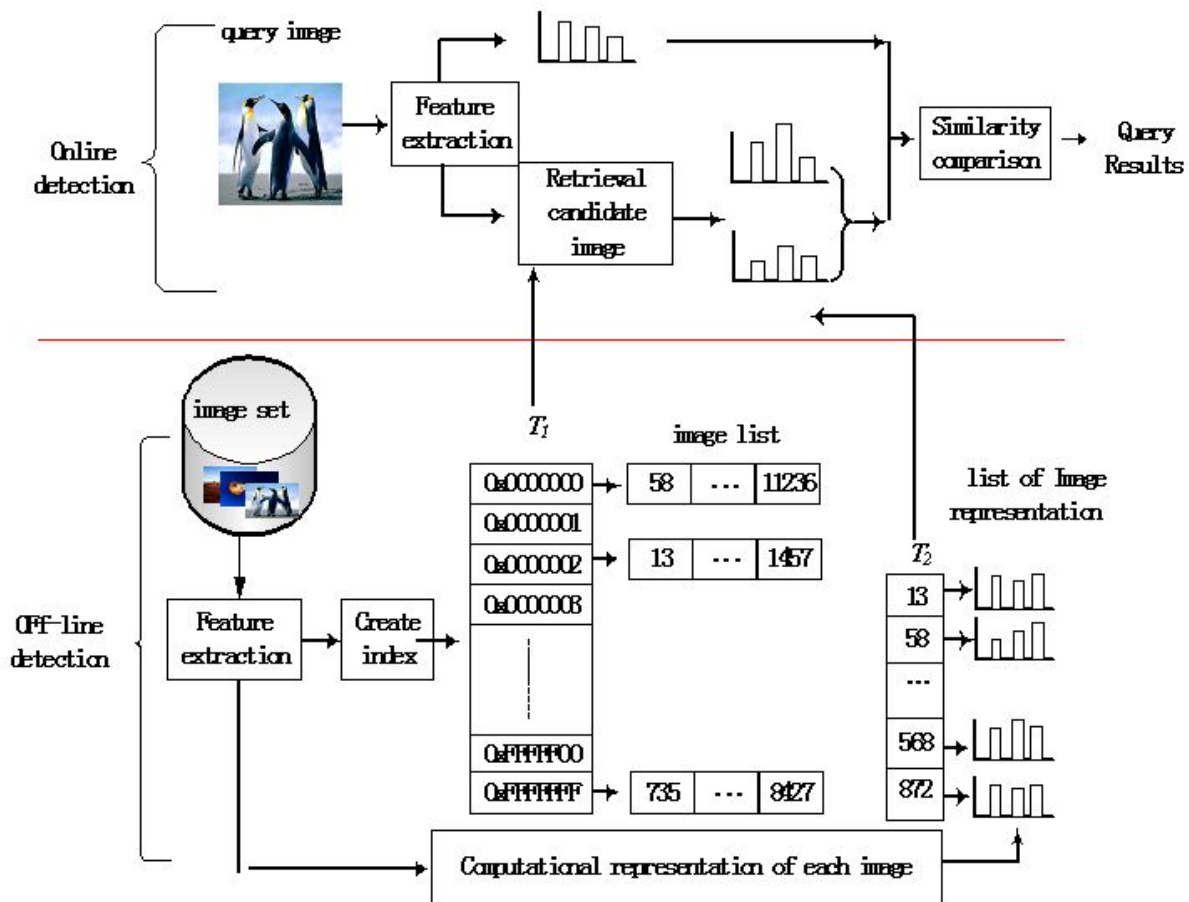 query image
Online
detection
Feature
extraction
Retrieval
candidate
image
Similarity
comparison
Query
Results
image set
T1
image list
0x0000000
58 ... 11236
0x0000001
0x0000002
13 ... 1457
0x0000003
0xFFFFF00
0xFFFFFFF
735 ... 8427
list of Image
representation
T2
13
58
...
568
872
OFf-line
detection
Feature
extraction
Create
index
Computational representation of each image